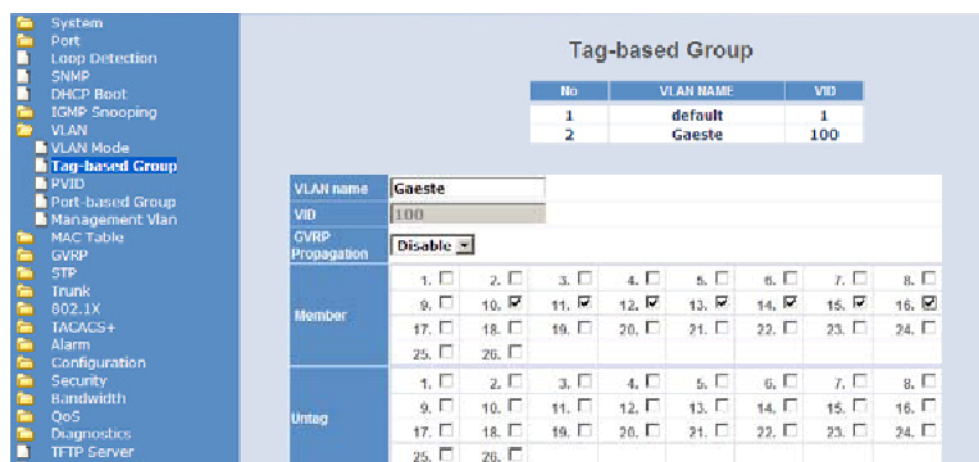 System
Port
Loop Detection
SNMP
DHCP Boot
IGMP Snooping
VLAN
VLAN Mode
Tag-based Group
PVID
Port-based Group
Management Vlan
MAC Table
GVRP
STP
Trunk
802.1X
TACACS+
Alarm
Configuration
Security
Bandwidth
QoS
Diagnostics
TFTP Server
Tag-based Group
No VLAN NAME VID
1 default 1
2 Gaeste 100
VLAN name Gaeste
VID 100
GVRP Propagation Disable
Member
1. 2. 3. 4. 5. 6. 7. 8.
9. 10. 11. 12. 13. 14. 15. 16.
17. 18. 19. 20. 21. 22. 23. 24.
25. 26.
Untag
1. 2. 3. 4. 5. 6. 7. 8.
9. 10. 11. 12. 13. 14. 15. 16.
17. 18. 19. 20. 21. 22. 23. 24.
25. 26.